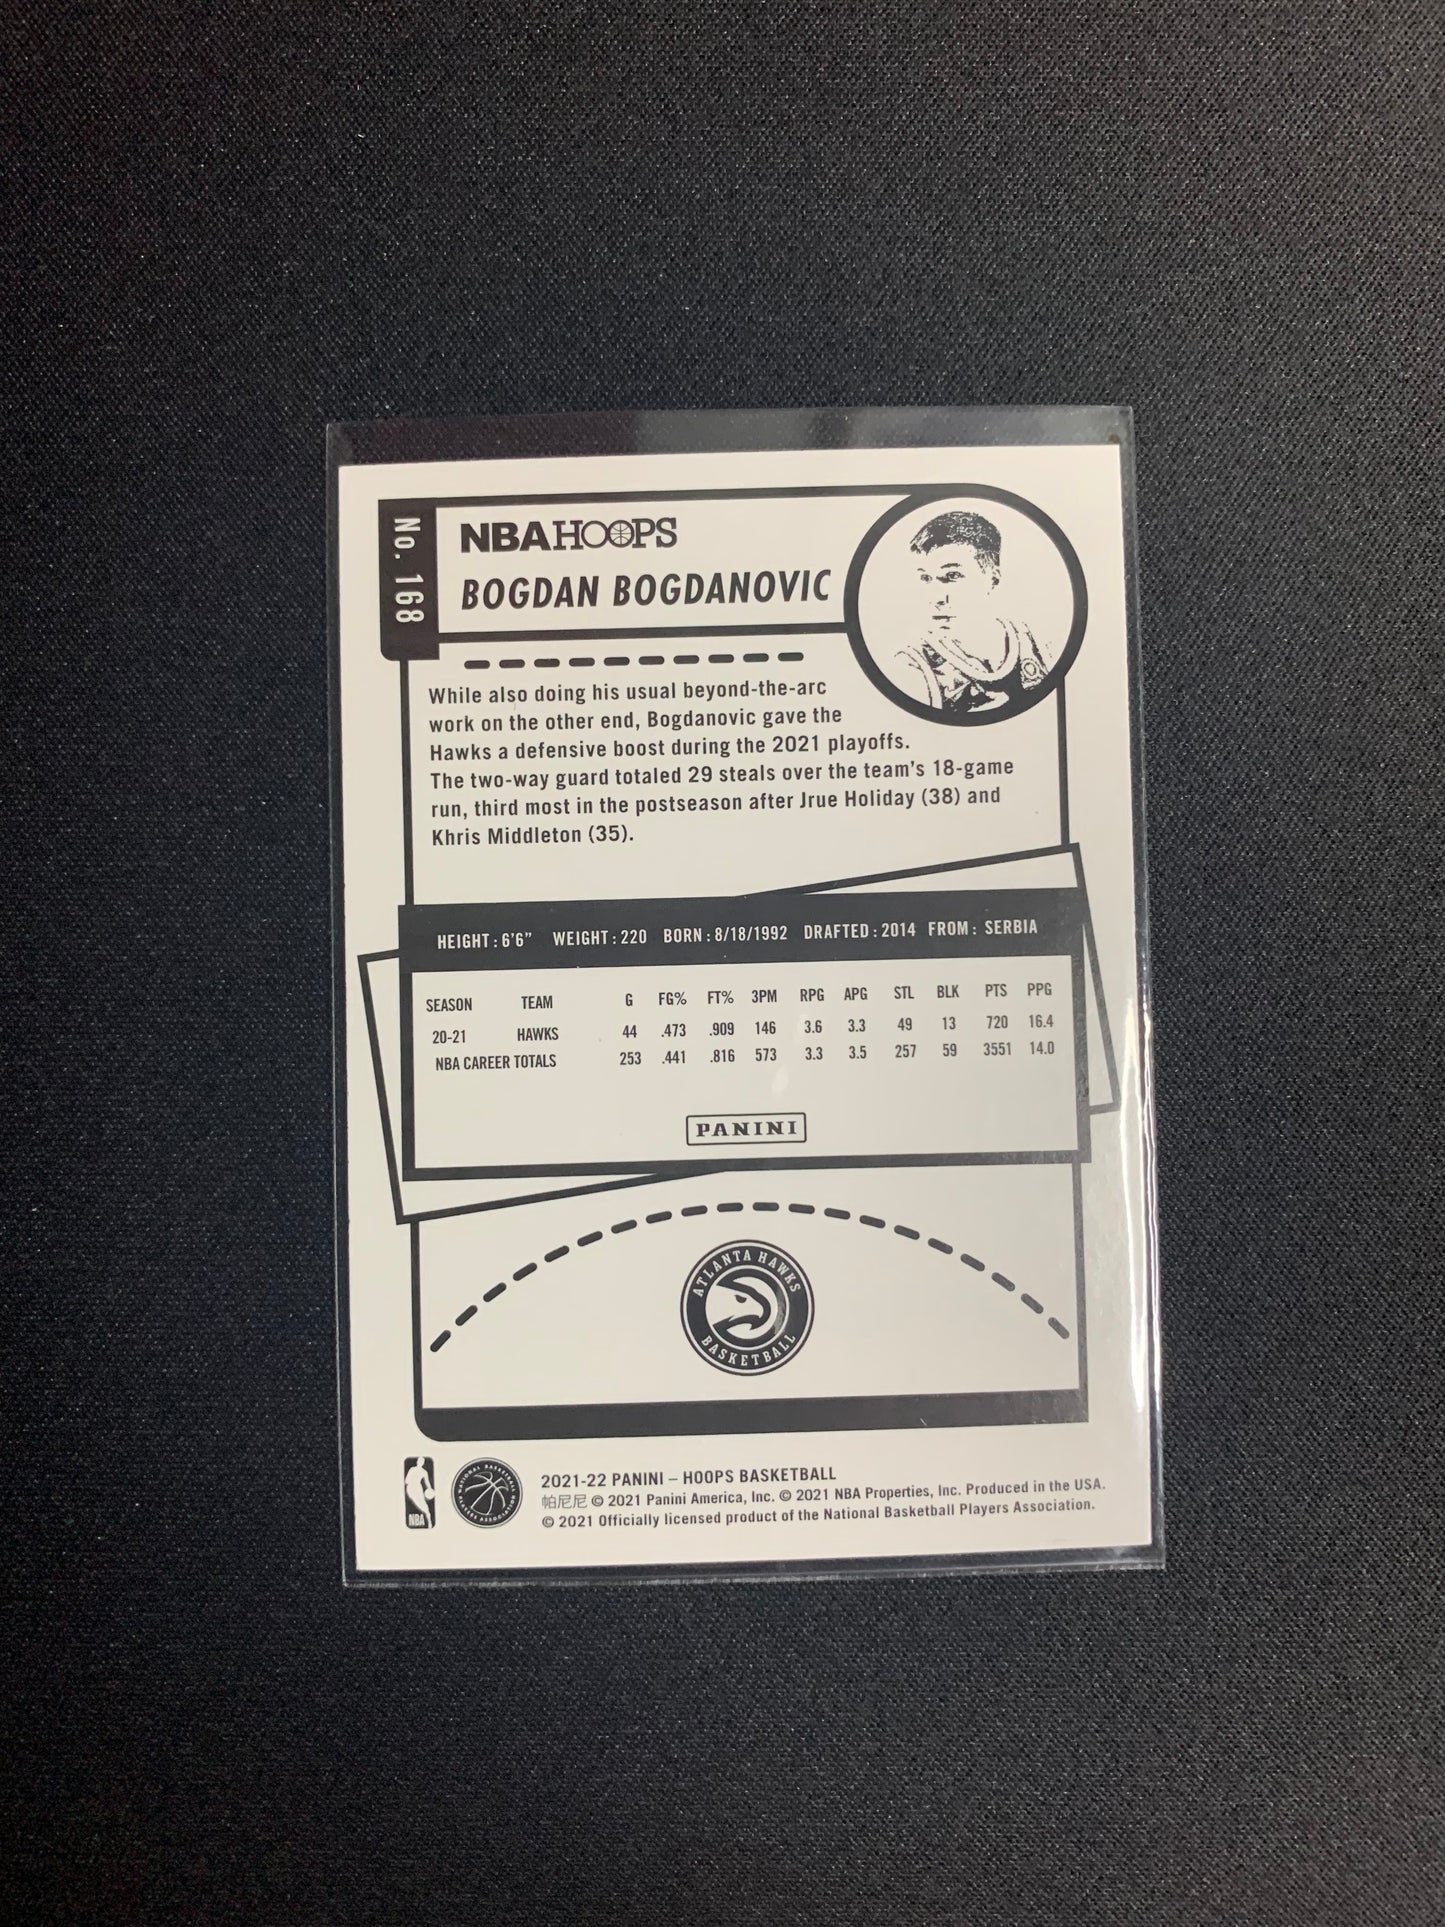 No. 168
NBA HOOPS
BOGDAN BOGDANOVIC
While also doing his usual beyond-the-arc
work on the other end, Bogdanovic gave the
Hawks a defensive boost during the 2021 playoffs.
The two-way guard totaled 29 steals over the team's 18-game
run, third most in the postseason after Jrue Holiday (38) and
Khris Middleton (35).
HEIGHT: 6'6" WEIGHT: 220 BORN: 8/18/1992 DRAFTED: 2014 FROM: SERBIA
SEASON TEAM G FG% FT% 3PM RPG APG STL BLK PTS PPG
20-21 HAWKS 44 .473 .909 146 3.6 3.3 49 13 720 16.4
NBA CAREER TOTALS 253 .441 .816 573 3.3 3.5 257 59 3551 14.0
PANINI
ATLANTA HAWKS
BASKETBALL
NBA
NATIONAL BASKETBALL
PLAYERS ASSOCIATION
2021-22 PANINI – HOOPS BASKETBALL
帕尼尼 © 2021 Panini America, Inc. © 2021 NBA Properties, Inc. Produced in the USA.
© 2021 Officially licensed product of the National Basketball Players Association.